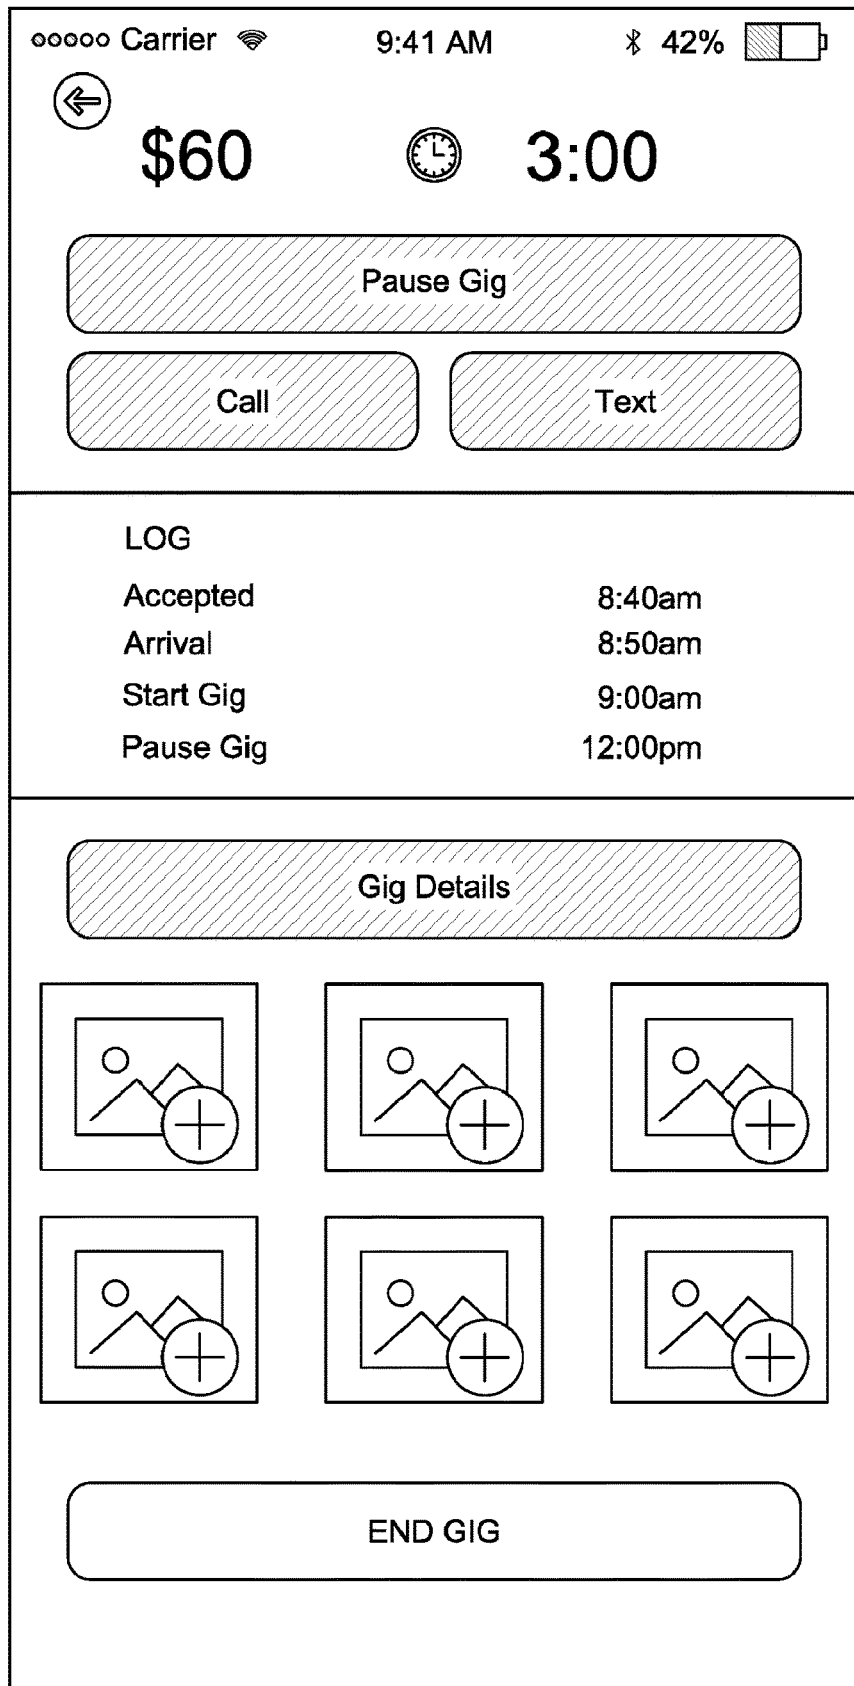 Carrier 9:41 AM 42%
$60 3:00
Pause Gig
Call Text
LOG
Accepted 8:40am
Arrival 8:50am
Start Gig 9:00am
Pause Gig 12:00pm
Gig Details
END GIG